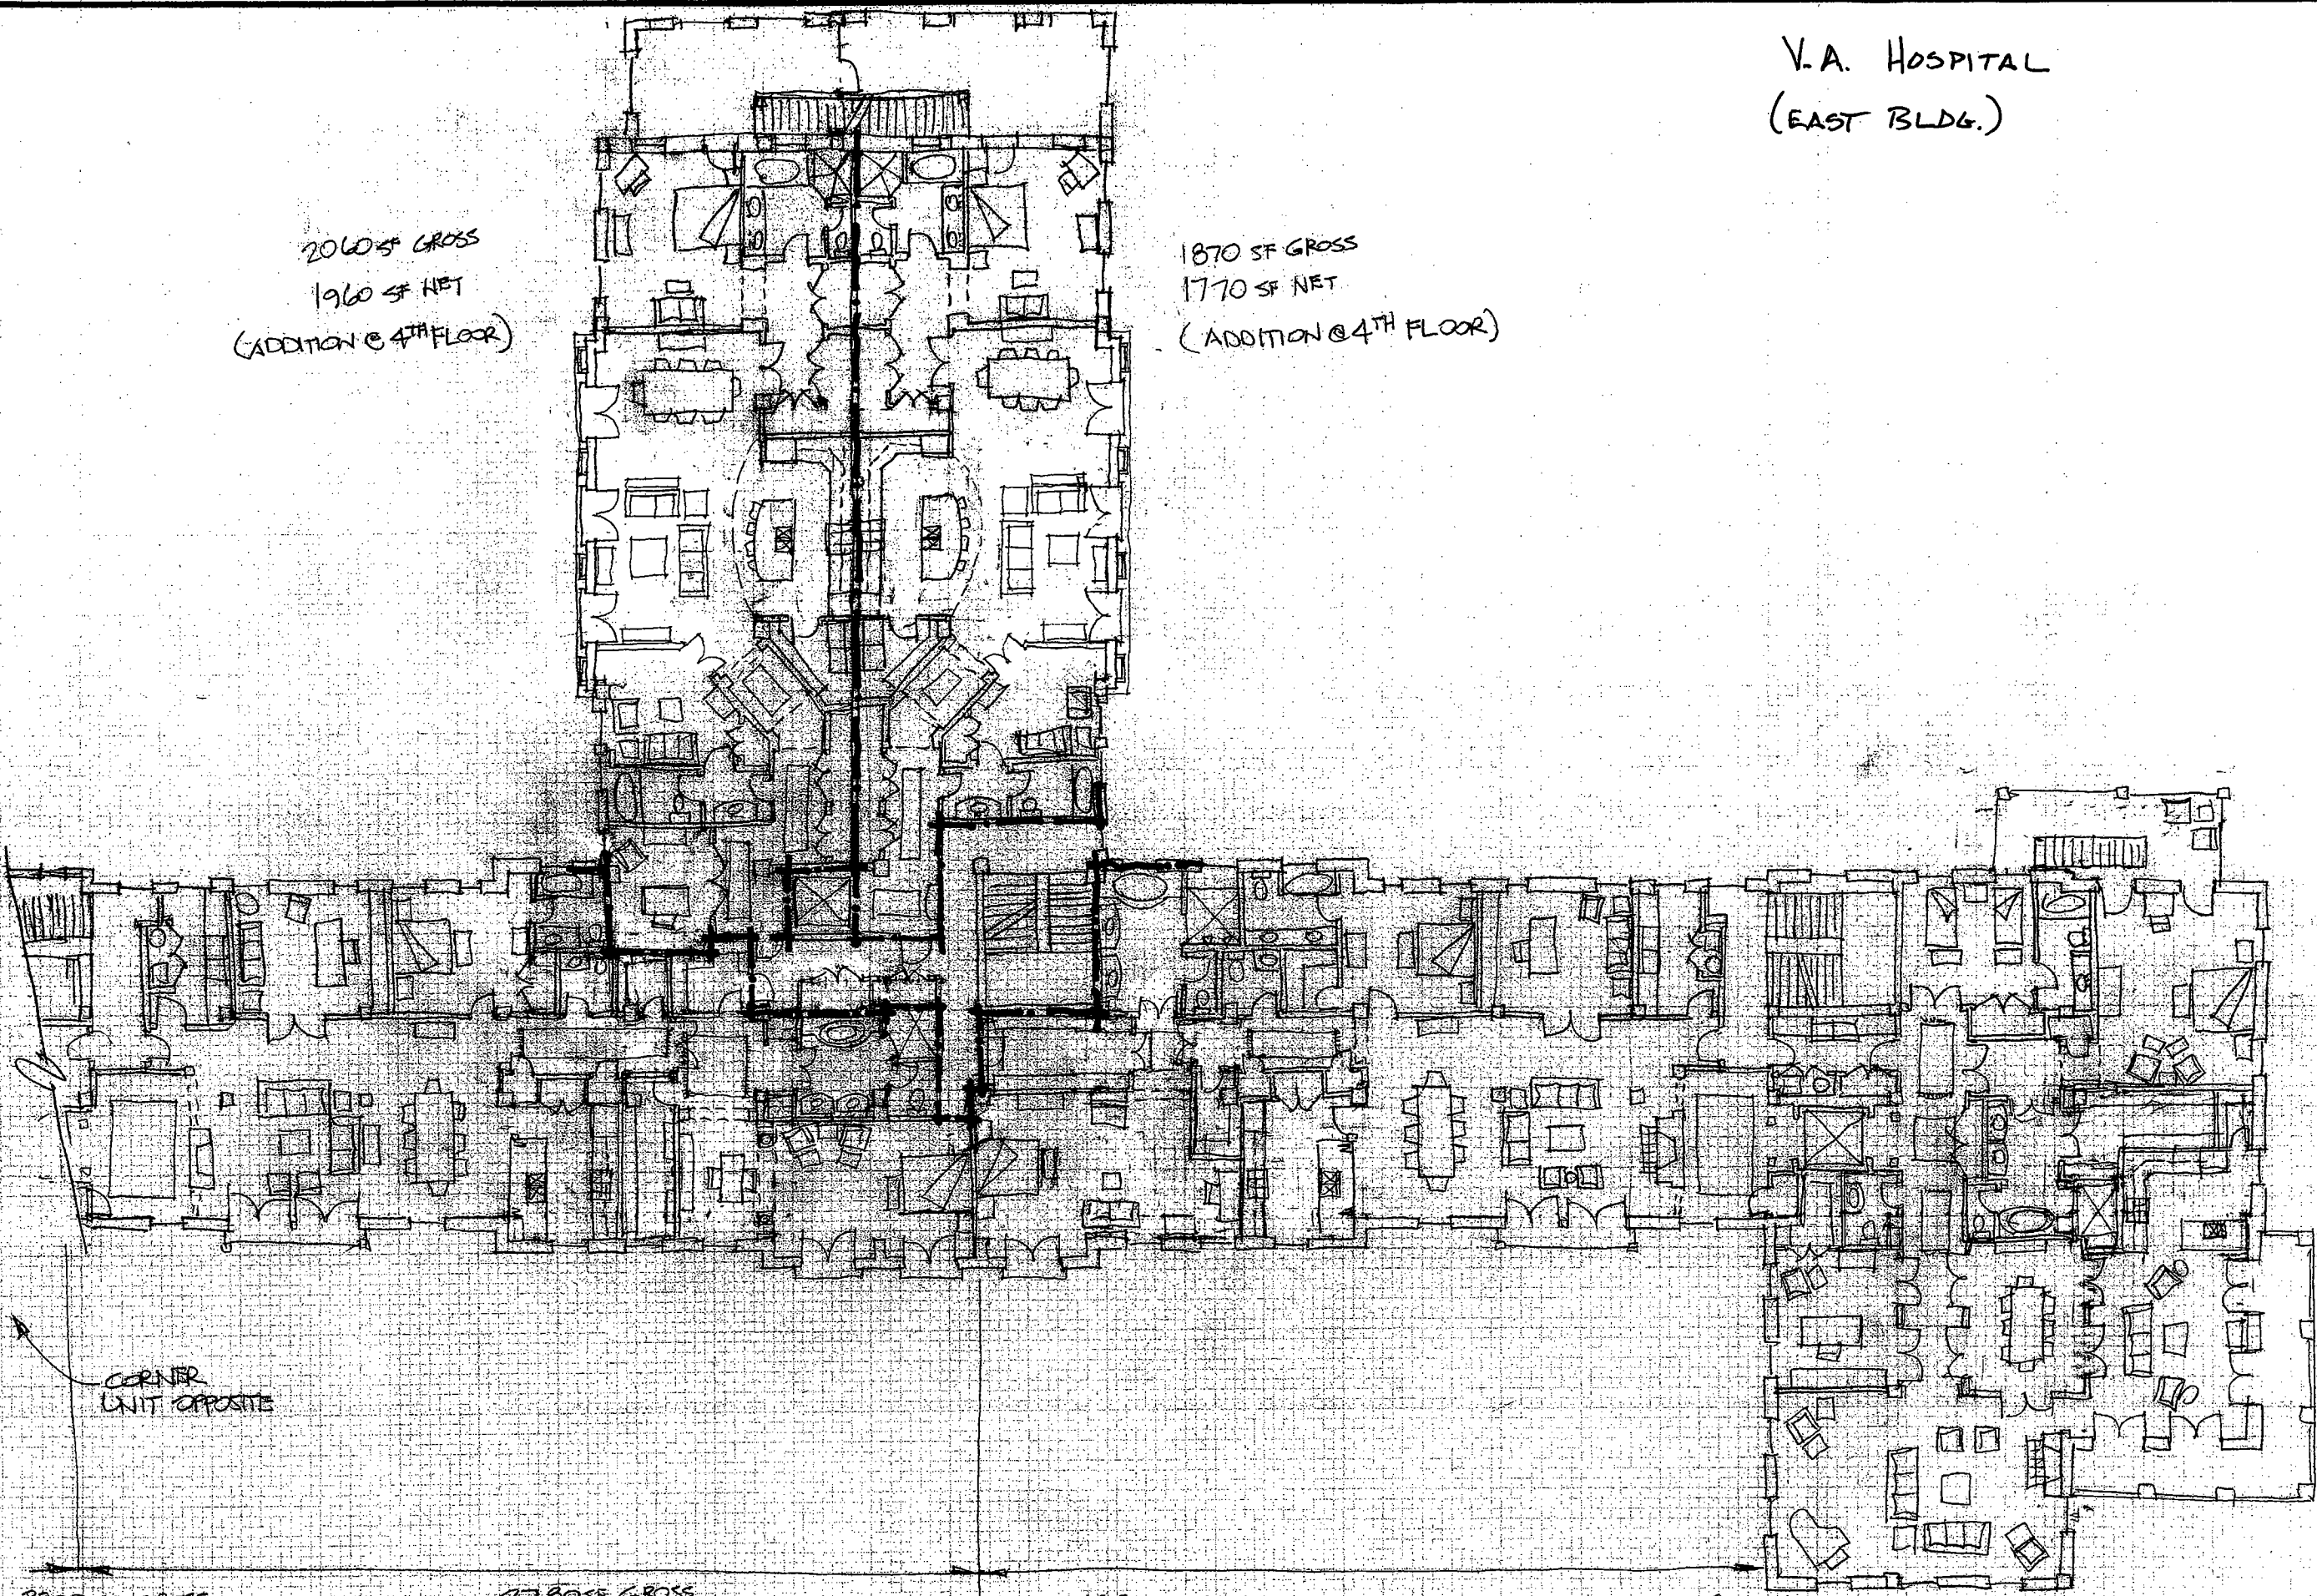 V.A. HOSPITAL
(EAST BLDG.)
2060 SF GROSS
1960 SF NET
(ADDITION @ 4TH FLOOR)
1870 SF GROSS
1770 SF NET
(ADDITION @ 4TH FLOOR)
CORNER
UNIT OPPOSITE
GROSS